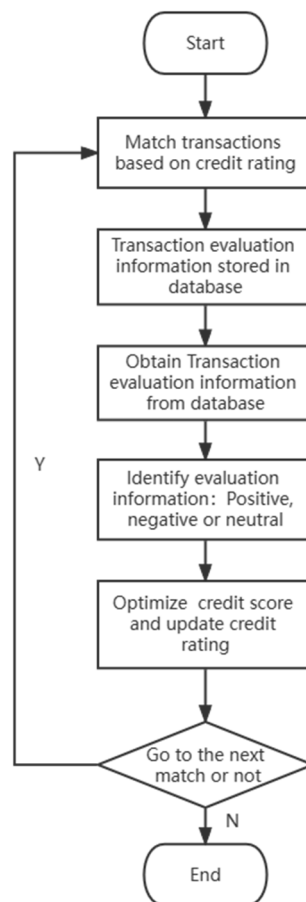 Start
Match transactions
based on credit rating
Transaction evaluation
information stored in
database
Obtain Transaction
evaluation information
from database
Y
Identify evaluation
information: Positive,
negative or neutral
Optimize credit score
and update credit
rating
Go to the next
match or not
N
End